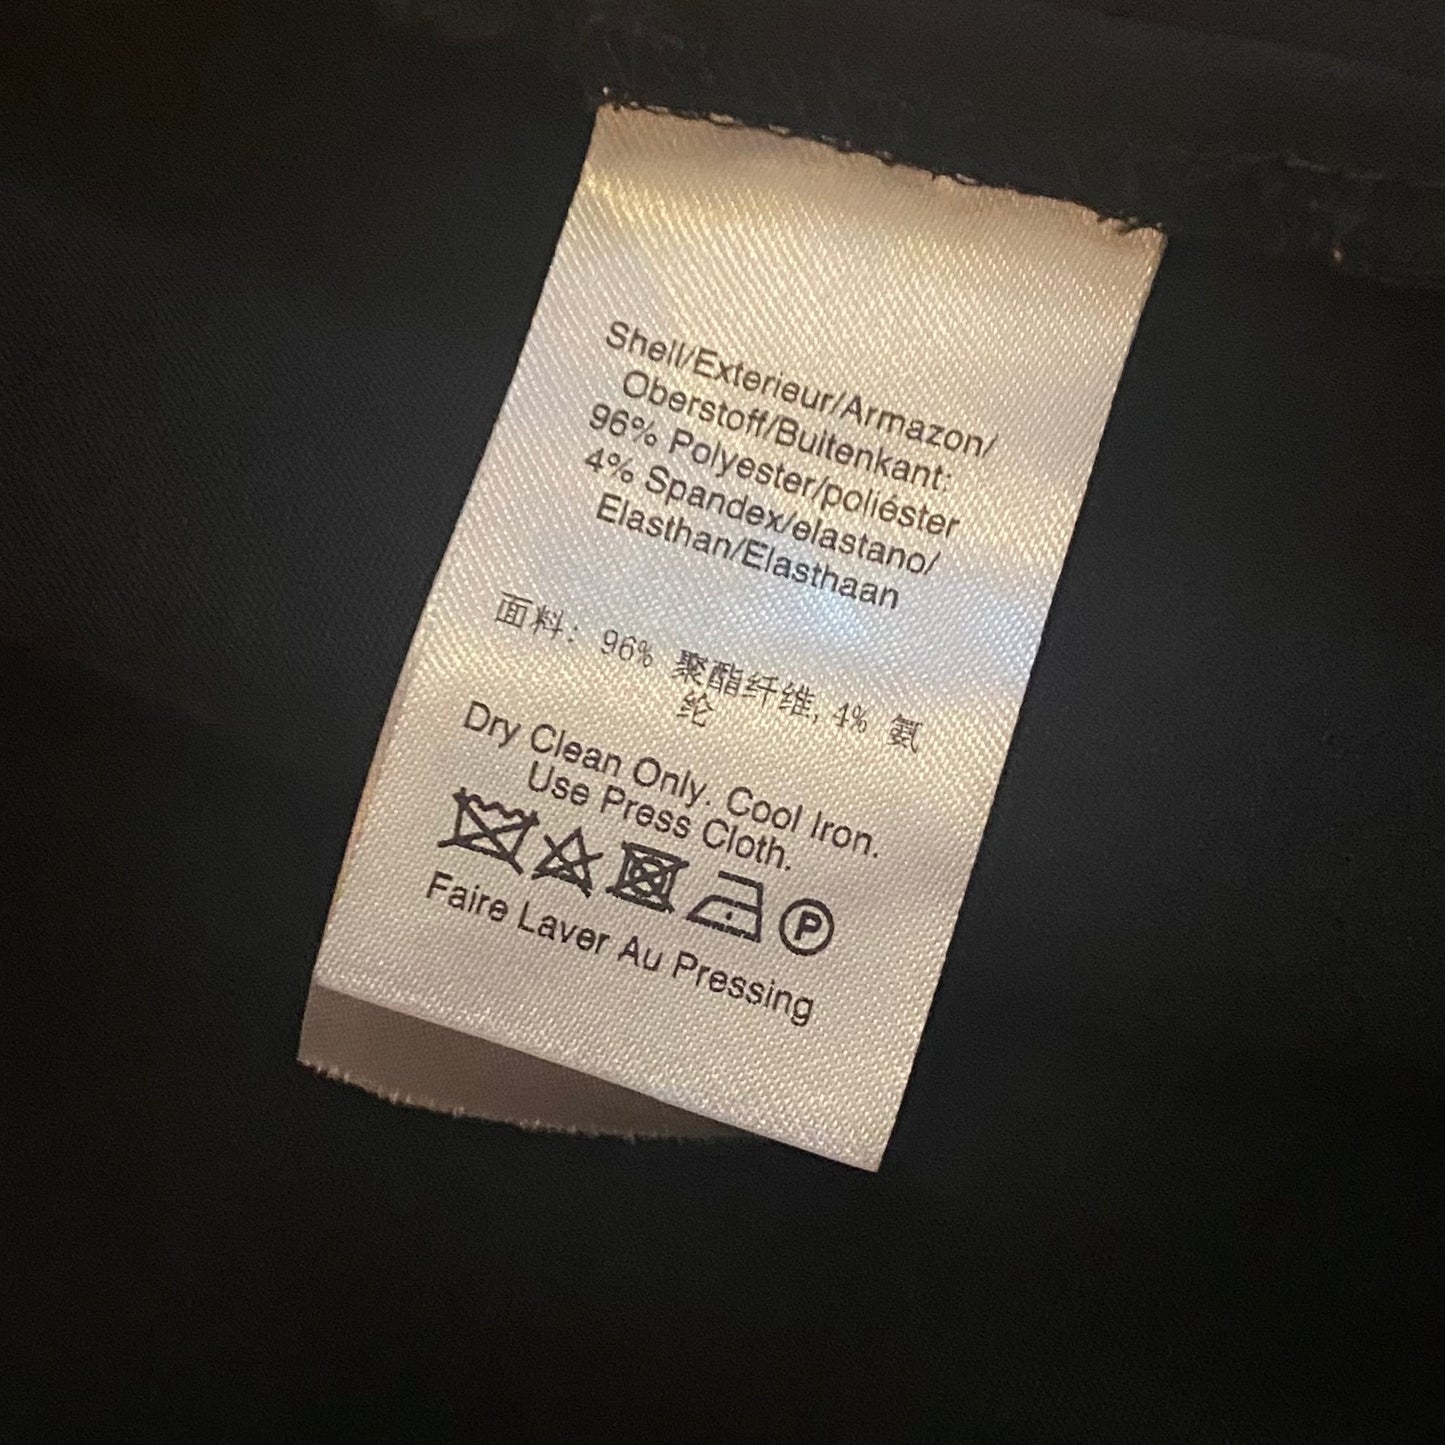 Shell/Exterieur/Armazon/
Oberstoff/Buitenkant:
96% Polyester/poliéster
4% Spandex/elastano/
Elasthan/Elasthaan
面料: 96% 聚酯纤维, 4% 氨
纶
Dry Clean Only. Cool Iron.
Use Press Cloth.
P
Faire Laver Au Pressing